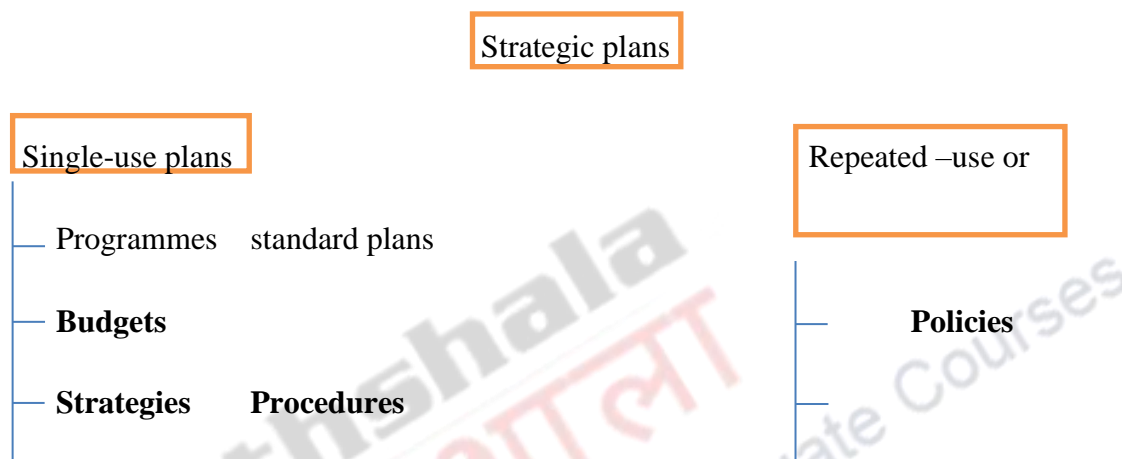 Strategic plans
Single-use plans
Repeated –use or
Programmes standard plans
Budgets
Policies
Strategies Procedures
शाला